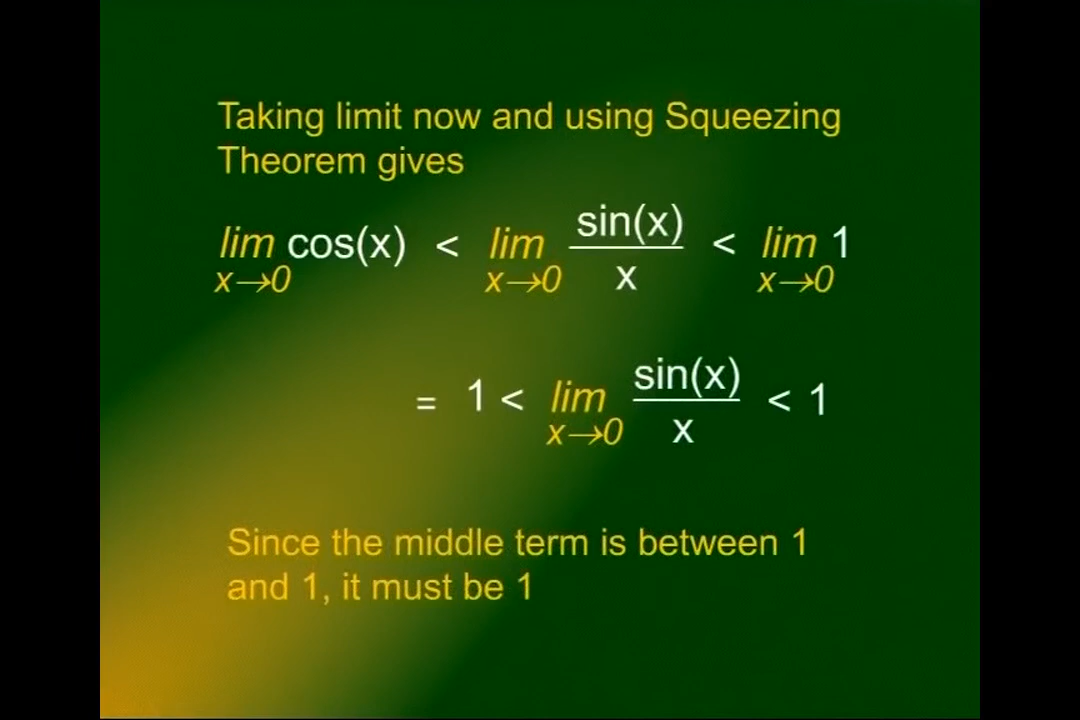 Taking limit now and using Squeezing
Theorem gives
lim x→0 cos(x) < lim x→0 sin(x)/x < lim x→0 1
= 1 < lim x→0 sin(x)/x < 1
Since the middle term is between 1
and 1, it must be 1